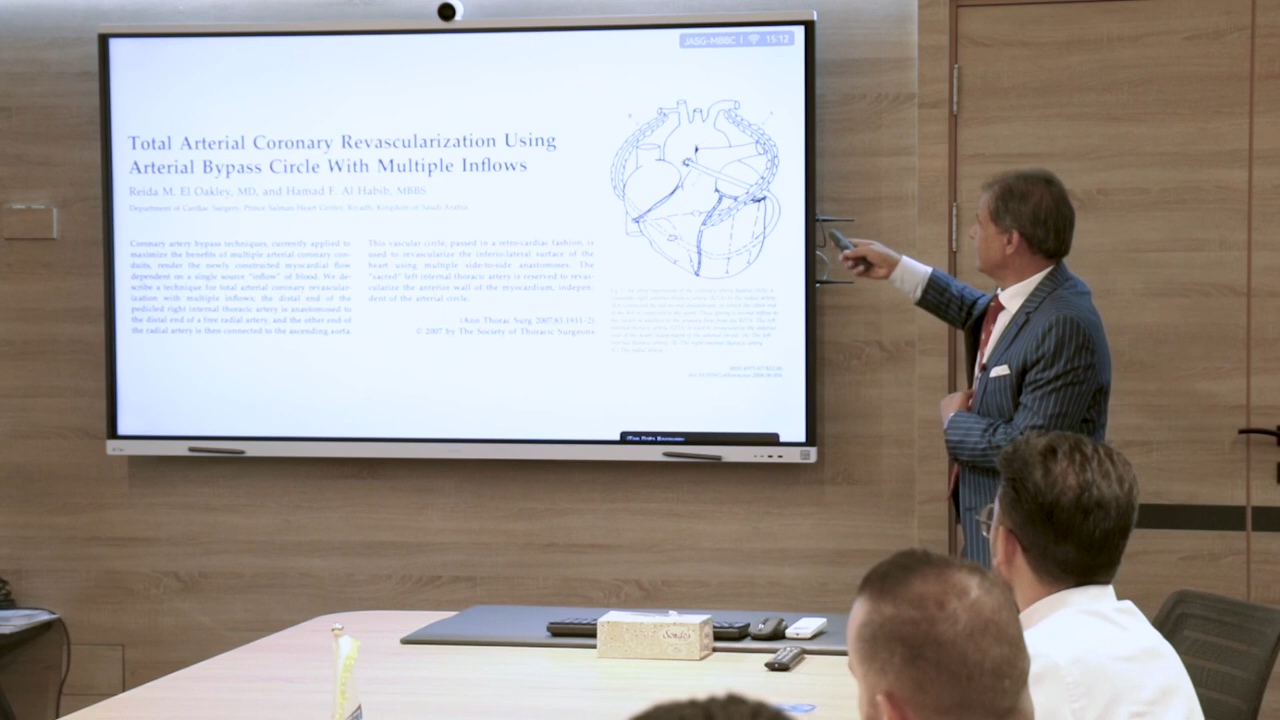 JASG-MBBC 15:12
Total Arterial Coronary Revascularization Using
Arterial Bypass Circle With Multiple Inflows
Reida M. El Oakley, MD, and Hamad F. Al Habib, MBBS
Department of Cardiac Surgery, Prince Salman Heart Center, Riyadh, Kingdom of Saudi Arabia
Coronary artery bypass techniques, currently applied to
maximize the benefits of multiple arterial coronary con-
duits, render the newly constructed myocardial flow
dependent on a single source "inflow" of blood. We de-
scribe a technique for total arterial coronary revascular-
ization with multiple inflows; the distal end of the
pedicled right internal thoracic artery is anastomosed to
the distal end of a free radial artery, and the other end of
the radial artery is then connected to the ascending aorta.
This vascular circle, passed in a retro-cardiac fashion, is
used to revascularize the inferio-lateral surface of the
heart using multiple side-to-side anastomoses. The
"sacred" left internal thoracic artery is reserved to revas-
cularize the anterior wall of the myocardium, indepen-
dent of the arterial circle.
(Ann Thorac Surg 2007;83:1911-2)
© 2007 by The Society of Thoracic Surgeons
Sondos